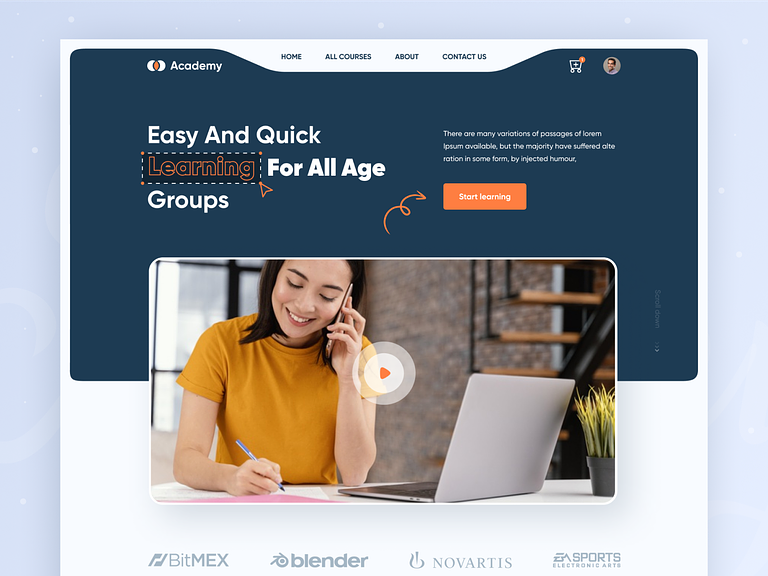 Academy
HOME
ALL COURSES
ABOUT
CONTACT US
1
Easy And Quick
Learning For All Age
Groups
There are many variations of passages of lorem
Ipsum available, but the majority have suffered alte
ration in some form, by injected humour,
Start learning
Scroll down
BitMEX
blender
NOVARTIS
EA SPORTS
ELECTRONIC ARTS